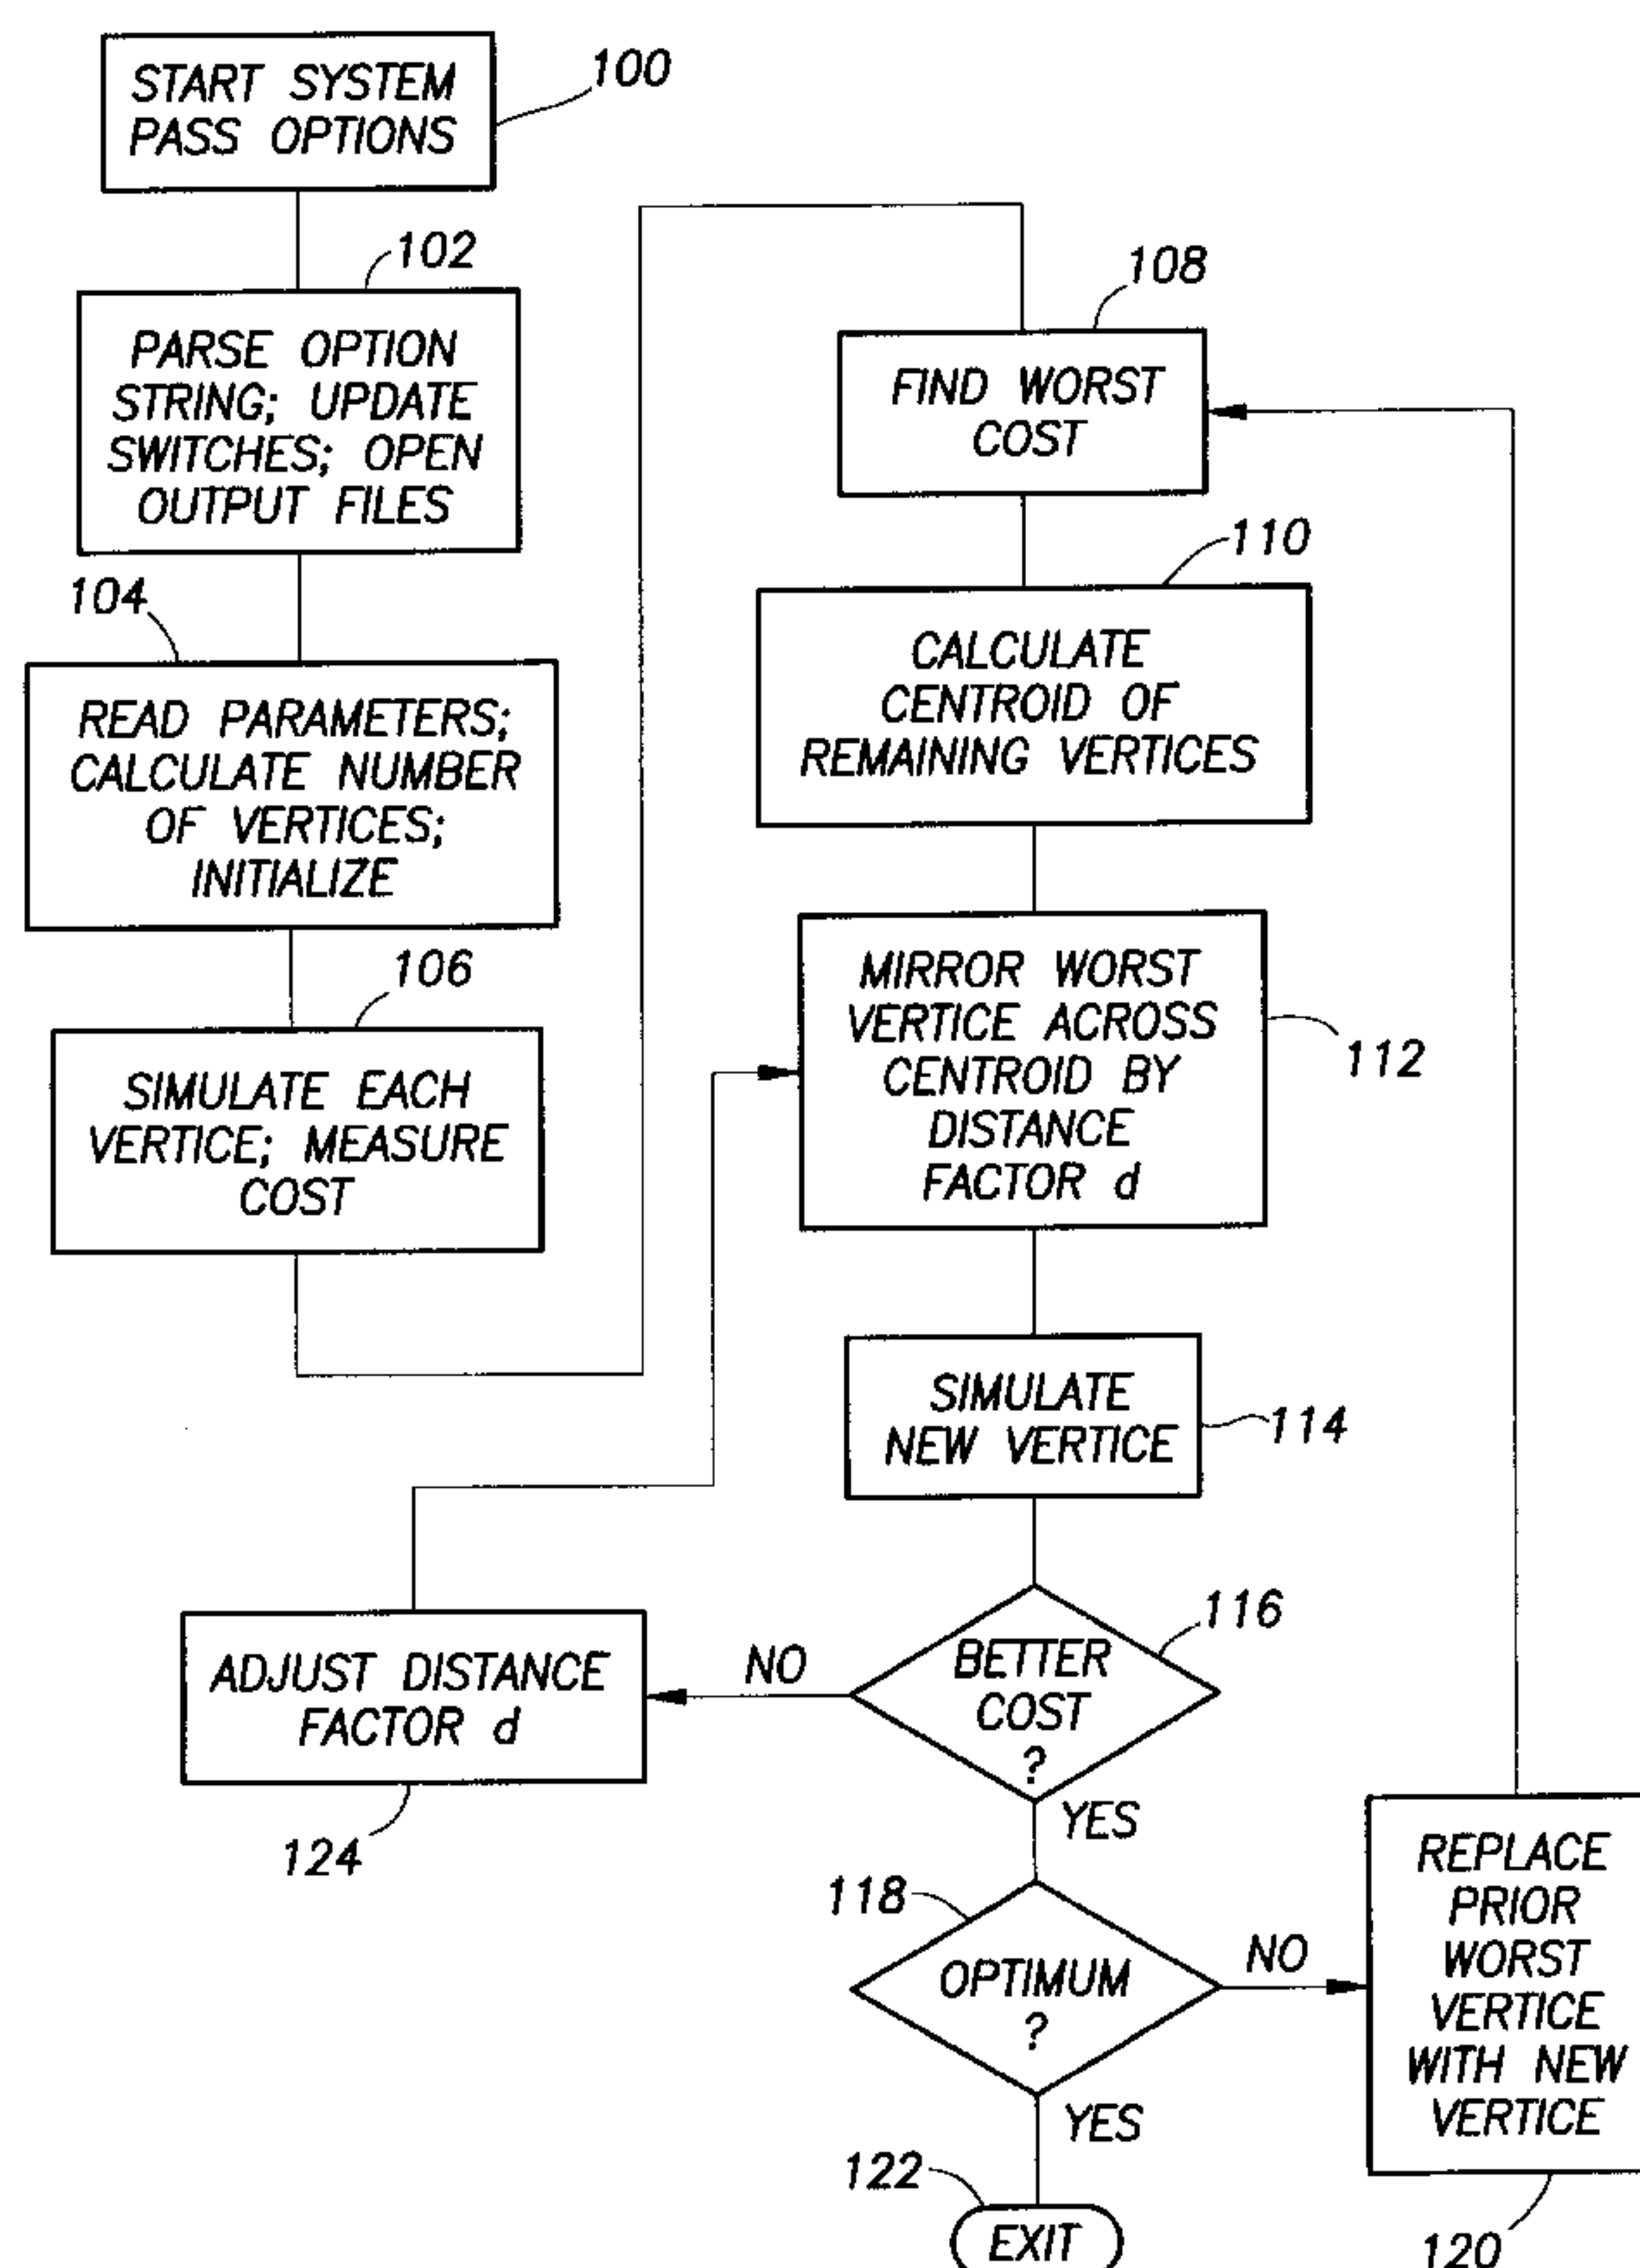 START SYSTEM
PASS OPTIONS
100
102
PARSE OPTION
STRING; UPDATE
SWITCHES; OPEN
OUTPUT FILES
104
READ PARAMETERS;
CALCULATE NUMBER
OF VERTICES;
INITIALIZE
106
SIMULATE EACH
VERTICE; MEASURE
COST
108
FIND WORST
COST
110
CALCULATE
CENTROID OF
REMAINING VERTICES
MIRROR WORST
VERTICE ACROSS
CENTROID BY
DISTANCE
FACTOR d
112
SIMULATE
NEW VERTICE
114
116
BETTER
COST
?
NO
YES
ADJUST DISTANCE
FACTOR d
124
118
OPTIMUM
?
NO
YES
REPLACE
PRIOR
WORST
VERTICE
WITH NEW
VERTICE
120
122
EXIT